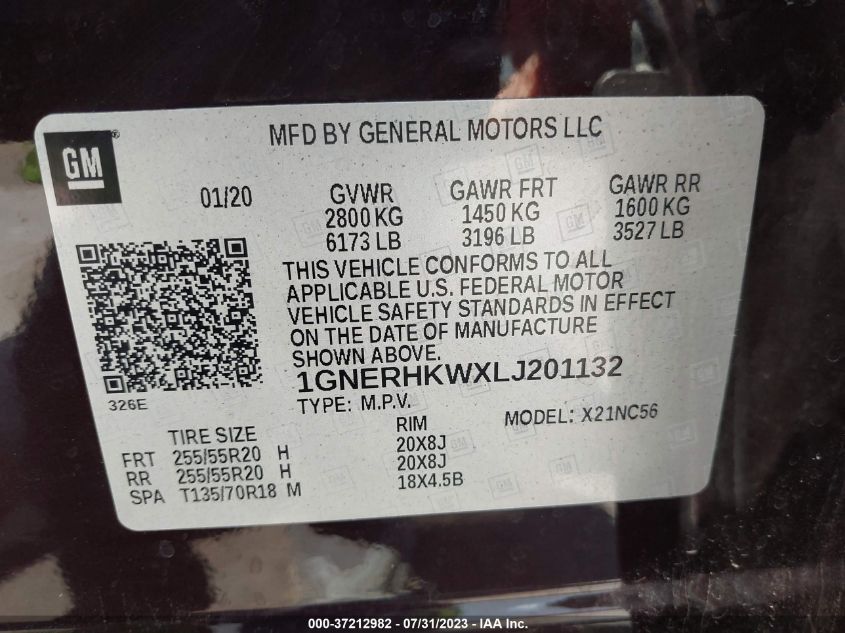 MFD BY GENERAL MOTORS LLC
GM
01/20
GVWR GAWR FRT GAWR RR
2800 KG 1450 KG 1600 KG
6173 LB 3196 LB 3527 LB
THIS VEHICLE CONFORMS TO ALL
APPLICABLE U.S. FEDERAL MOTOR
VEHICLE SAFETY STANDARDS IN EFFECT
ON THE DATE OF MANUFACTURE
SHOWN ABOVE.
1GNERHKWXLJ201132
326E
TYPE: M.P.V.
MODEL: X21NC56
TIRE SIZE RIM
FRT 255/55R20 H 20X8J
RR 255/55R20 H 20X8J
SPA T135/70R18 M 18X4.5B
000-37212982 - 07/31/2023 - © IAA Inc.